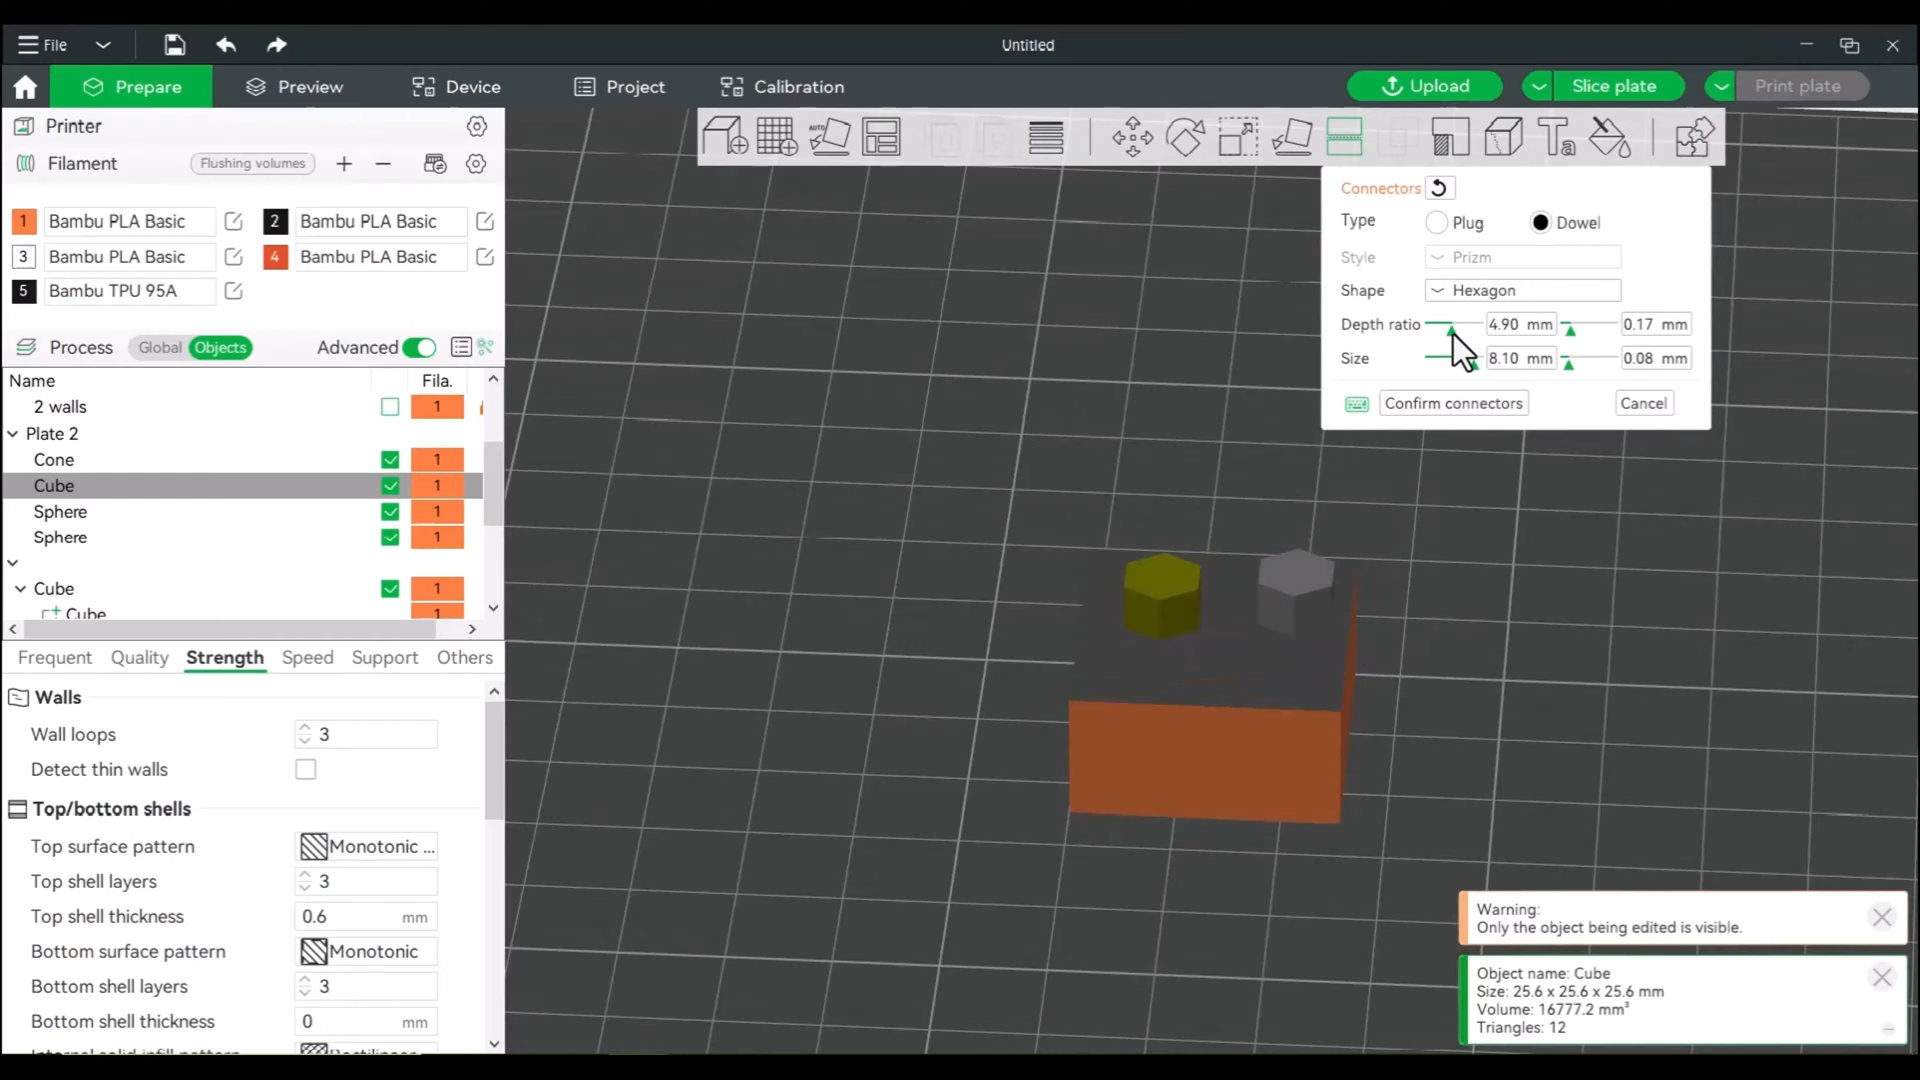 File
Untitled
Prepare
Preview
Device
Project
Calibration
Upload
Slice plate
Print plate
Printer
Filament
Flushing volumes
1 Bambu PLA Basic
2 Bambu PLA Basic
3 Bambu PLA Basic
4 Bambu PLA Basic
5 Bambu TPU 95A
Process Global Objects Advanced
Name Fila.
2 walls 1
Plate 2
Cone 1
Cube 1
Sphere 1
Sphere 1
Cube 1
Cube 1
Frequent Quality Strength Speed Support Others
Walls
Wall loops 3
Detect thin walls
Top/bottom shells
Top surface pattern Monotonic ...
Top shell layers 3
Top shell thickness 0.6 mm
Bottom surface pattern Monotonic
Bottom shell layers 3
Bottom shell thickness 0 mm
AUTO
Ta
Connectors
Type Plug Dowel
Style Prizm
Shape Hexagon
Depth ratio 4.90 mm 0.17 mm
Size 8.10 mm 0.08 mm
Confirm connectors Cancel
Warning:
Only the object being edited is visible.
Object name: Cube
Size: 25.6 x 25.6 x 25.6 mm
Volume: 16777.2 mm³
Triangles: 12